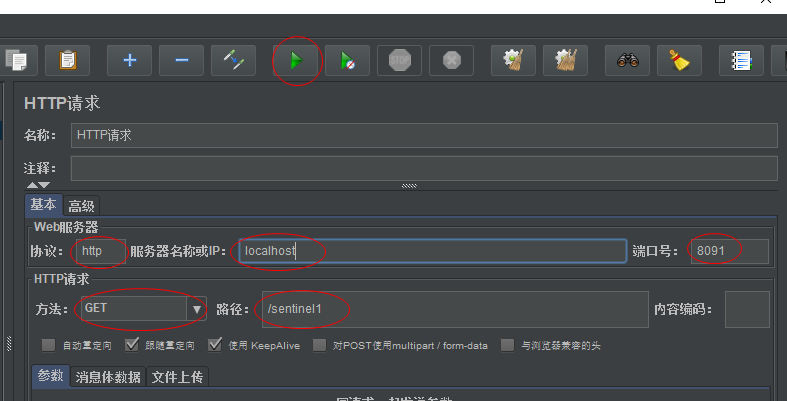 STOP
HTTP请求
名称： HTTP请求
注释：
基本 高级
Web服务器
协议： http 服务器名称或IP： localhost 端口号： 8091
HTTP请求
方法： GET 路径： /sentinel1 内容编码：
自动重定向 跟随重定向 使用 KeepAlive 对POST使用multipart / form-data 与浏览器兼容的头
参数 消息体数据 文件上传